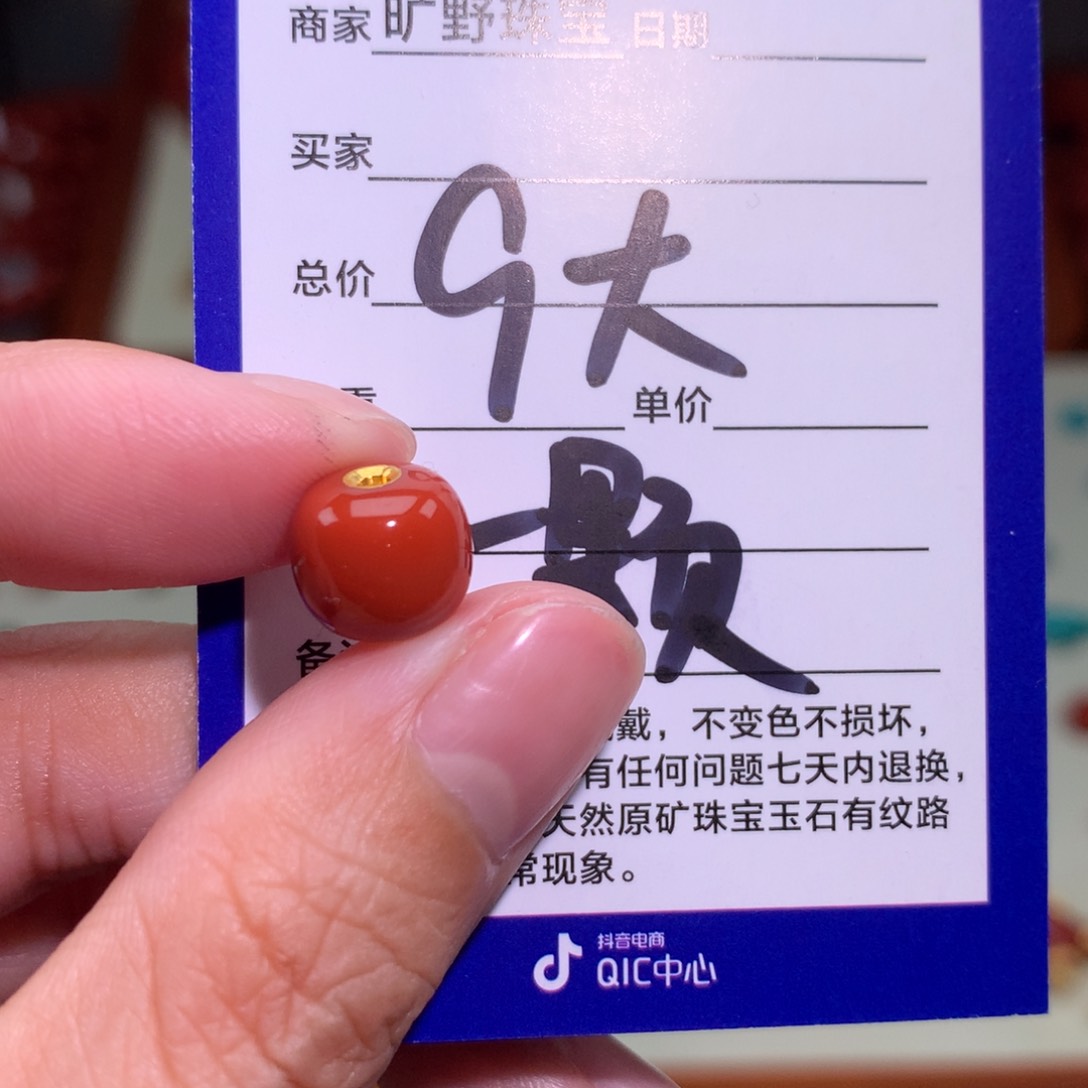 商家 旷野珠宝 日期
买家
总价 9大
单价
一颗
备
戴，不变色不损坏，
有任何问题七天内退换，
天然原矿珠宝玉石有纹路
常现象。
抖音电商
QIC中心